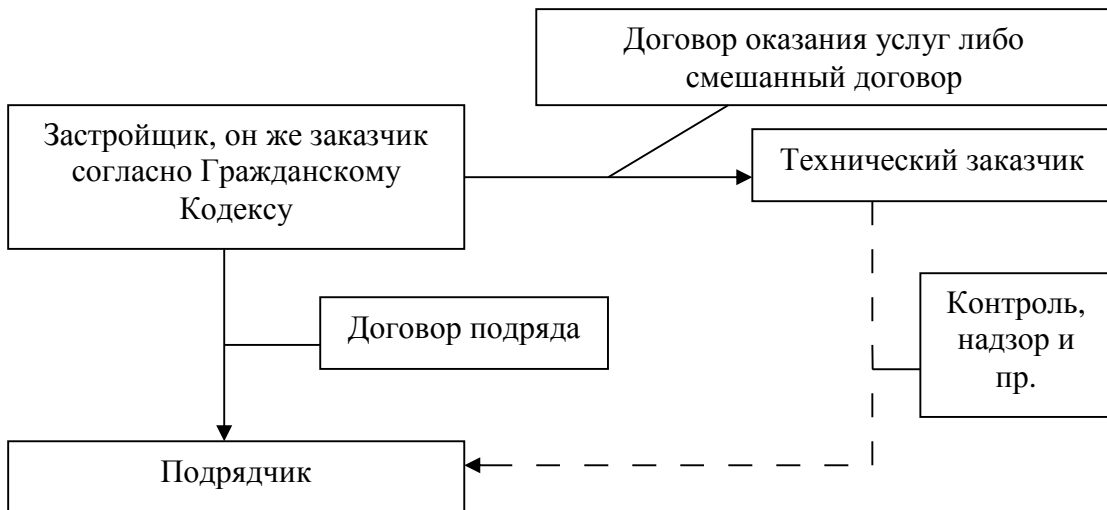 Договор оказания услуг либо
смешанный договор
Застройщик, он же заказчик
согласно Гражданскому
Кодексу
Технический заказчик
Договор подряда
Контроль,
надзор и
пр.
Подрядчик